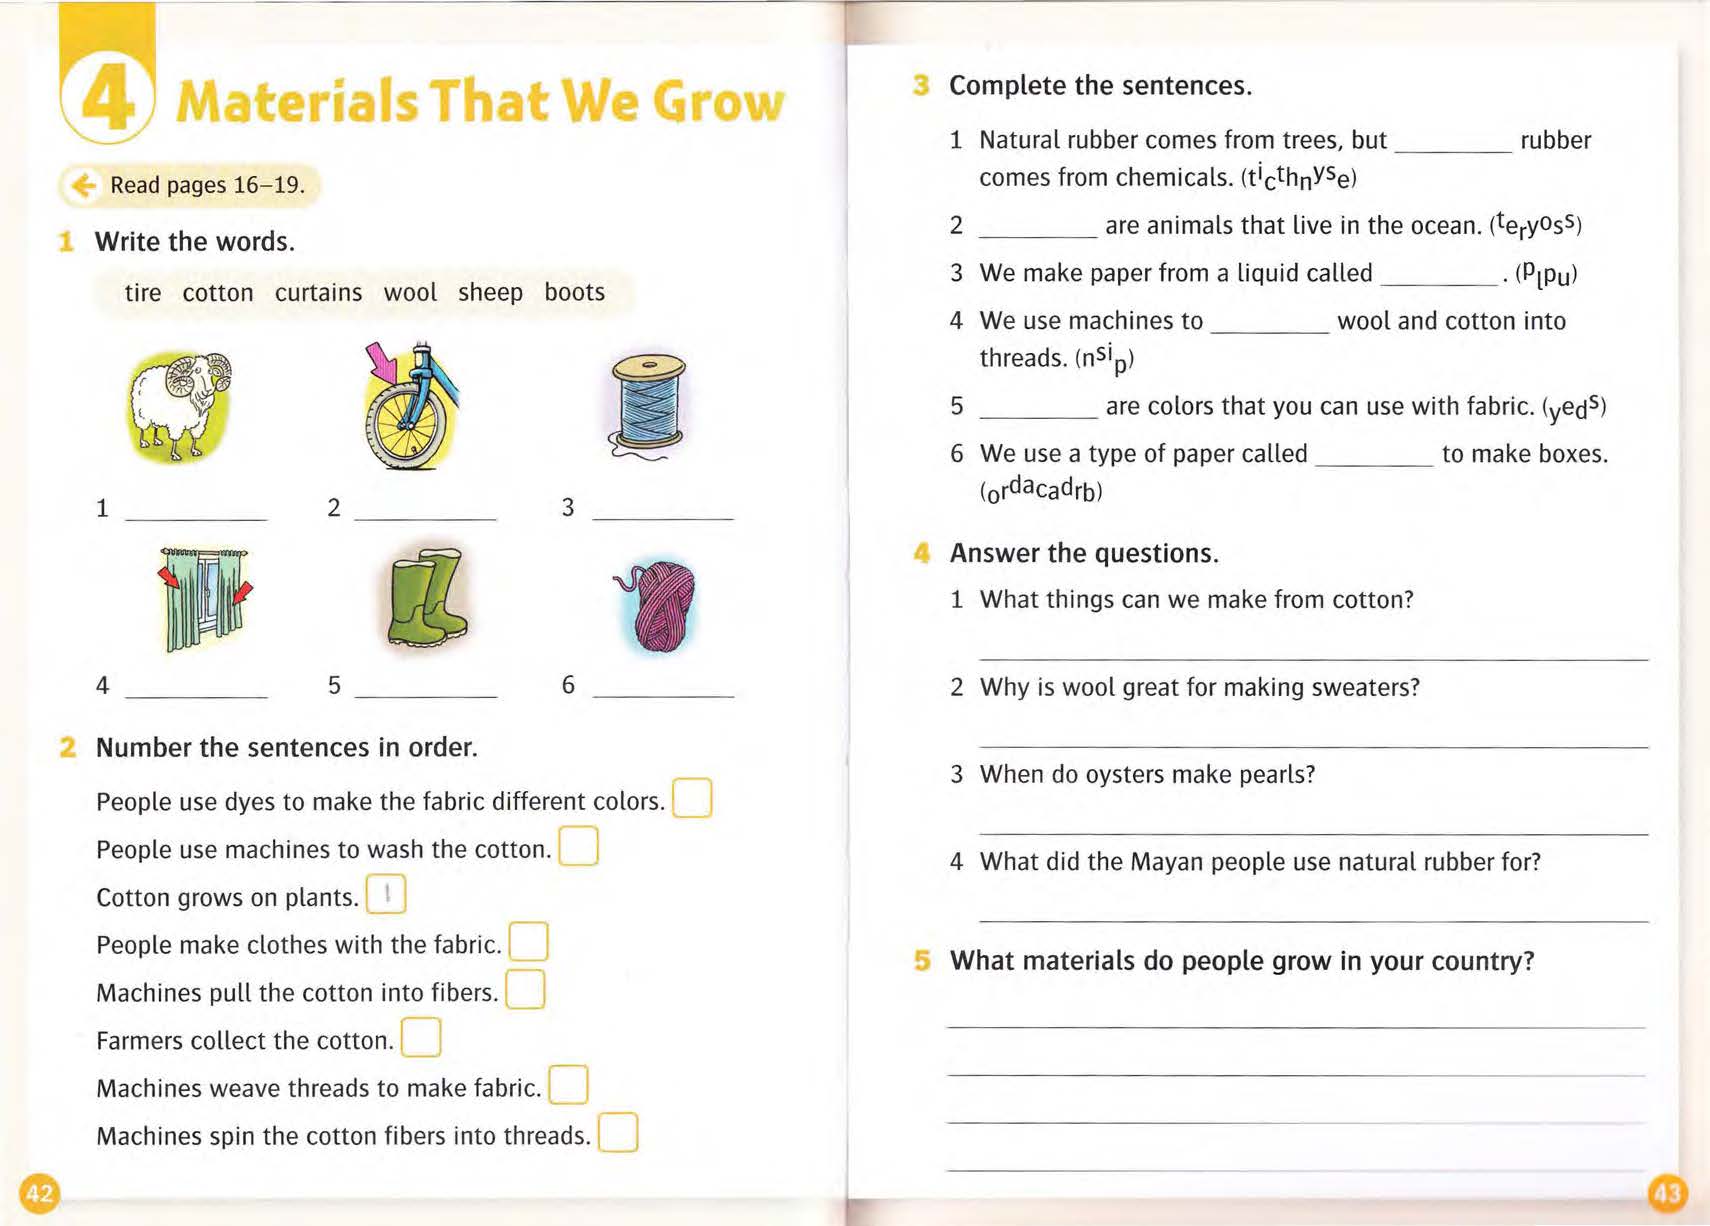 4 Materials That We Grow
Read pages 16–19.
1 Write the words.
tire cotton curtains wool sheep boots
1 ________ 2 ________ 3 ________
4 ________ 5 ________ 6 ________
2 Number the sentences in order.
People use dyes to make the fabric different colors.
People use machines to wash the cotton.
Cotton grows on plants. 1
People make clothes with the fabric.
Machines pull the cotton into fibers.
Farmers collect the cotton.
Machines weave threads to make fabric.
Machines spin the cotton fibers into threads.
42
3 Complete the sentences.
1 Natural rubber comes from trees, but ________ rubber
comes from chemicals. (ticthnyse)
2 ________ are animals that live in the ocean. (teryoss)
3 We make paper from a liquid called ________. (plpu)
4 We use machines to ________ wool and cotton into
threads. (nsip)
5 ________ are colors that you can use with fabric. (yeds)
6 We use a type of paper called ________ to make boxes.
(ordacadrb)
4 Answer the questions.
1 What things can we make from cotton?
2 Why is wool great for making sweaters?
3 When do oysters make pearls?
4 What did the Mayan people use natural rubber for?
5 What materials do people grow in your country?
43